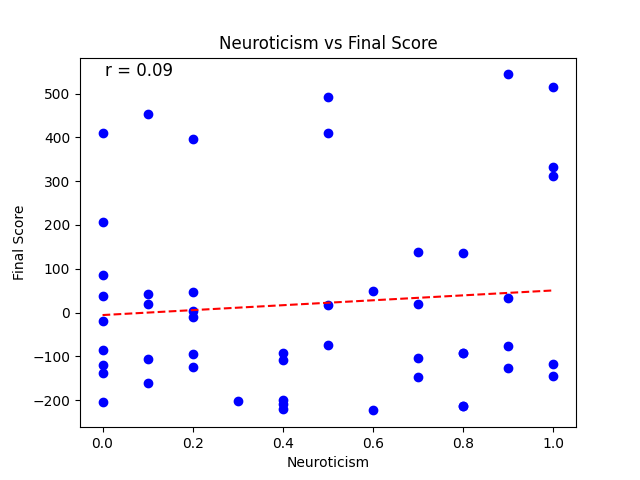 Neuroticism vs Final Score
r = 0.09
500
400
300
200
100
0
−100
−200
Final Score
0.0 0.2 0.4 0.6 0.8 1.0
Neuroticism